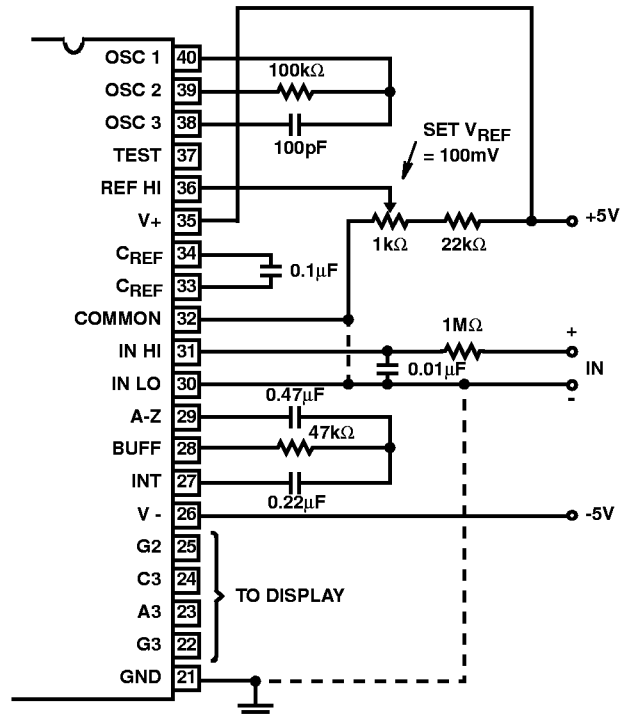 OSC 1 40
100kΩ
OSC 2 39
OSC 3 38
100pF
SET VREF
= 100mV
TEST 37
REF HI 36
V+ 35
+5V
1kΩ 22kΩ
CREF 34
0.1µF
CREF 33
COMMON 32
1MΩ
IN HI 31
+
0.01µF
IN
IN LO 30
-
0.47µF
A-Z 29
47kΩ
BUFF 28
INT 27
0.22µF
V - 26
-5V
G2 25
C3 24
TO DISPLAY
A3 23
G3 22
GND 21